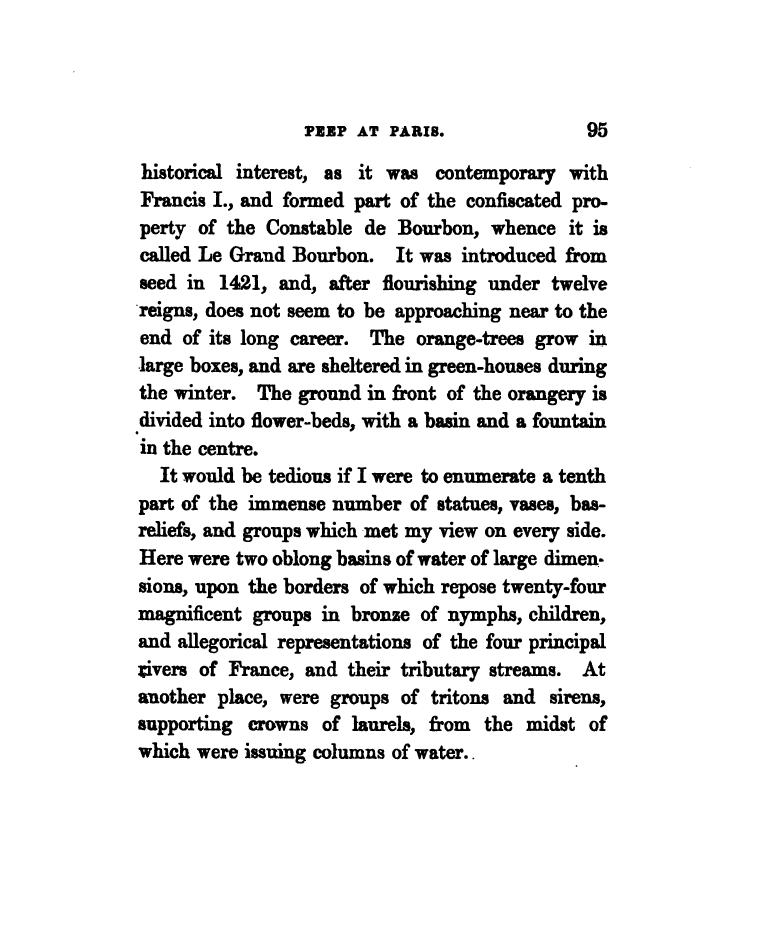 PEEP AT PARIS. 95
historical interest, as it was contemporary with
Francis I., and formed part of the confiscated pro-
perty of the Constable de Bourbon, whence it is
called Le Grand Bourbon. It was introduced from
seed in 1421, and, after flourishing under twelve
reigns, does not seem to be approaching near to the
end of its long career. The orange-trees grow in
large boxes, and are sheltered in green-houses during
the winter. The ground in front of the orangery is
divided into flower-beds, with a basin and a fountain
in the centre.
It would be tedious if I were to enumerate a tenth
part of the immense number of statues, vases, bas-
reliefs, and groups which met my view on every side.
Here were two oblong basins of water of large dimen-
sions, upon the borders of which repose twenty-four
magnificent groups in bronze of nymphs, children,
and allegorical representations of the four principal
rivers of France, and their tributary streams. At
another place, were groups of tritons and sirens,
supporting crowns of laurels, from the midst of
which were issuing columns of water.